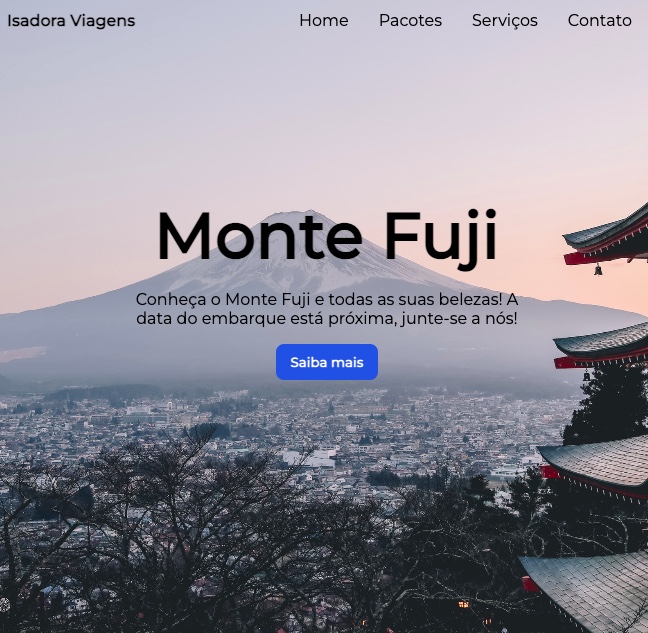 Isadora Viagens
Home Pacotes Serviços Contato
Monte Fuji
Conheça o Monte Fuji e todas as suas belezas! A
data do embarque está próxima, junte-se a nós!
Saiba mais